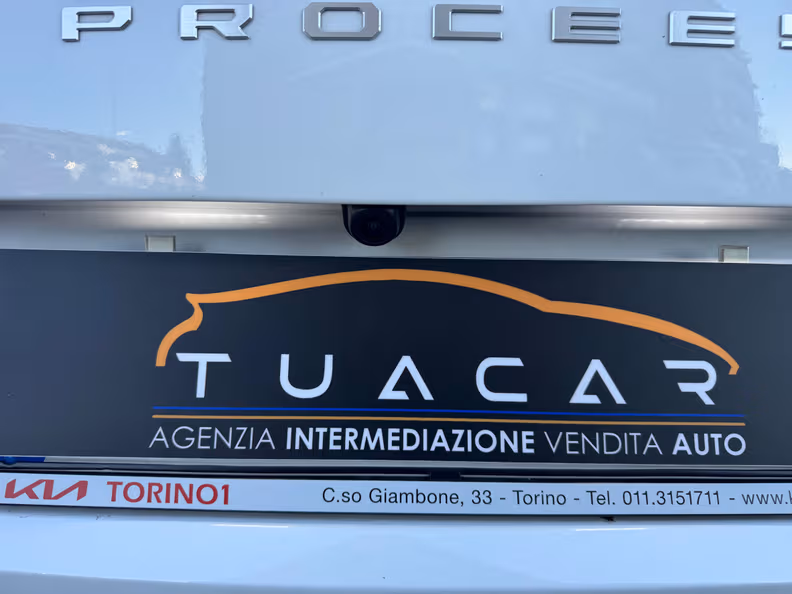 PROCEE
TUACAR
AGENZIA INTERMEDIAZIONE VENDITA AUTO
KIA TORINO1 C.so Giambone, 33 - Torino - Tel. 011.3151711 - www.